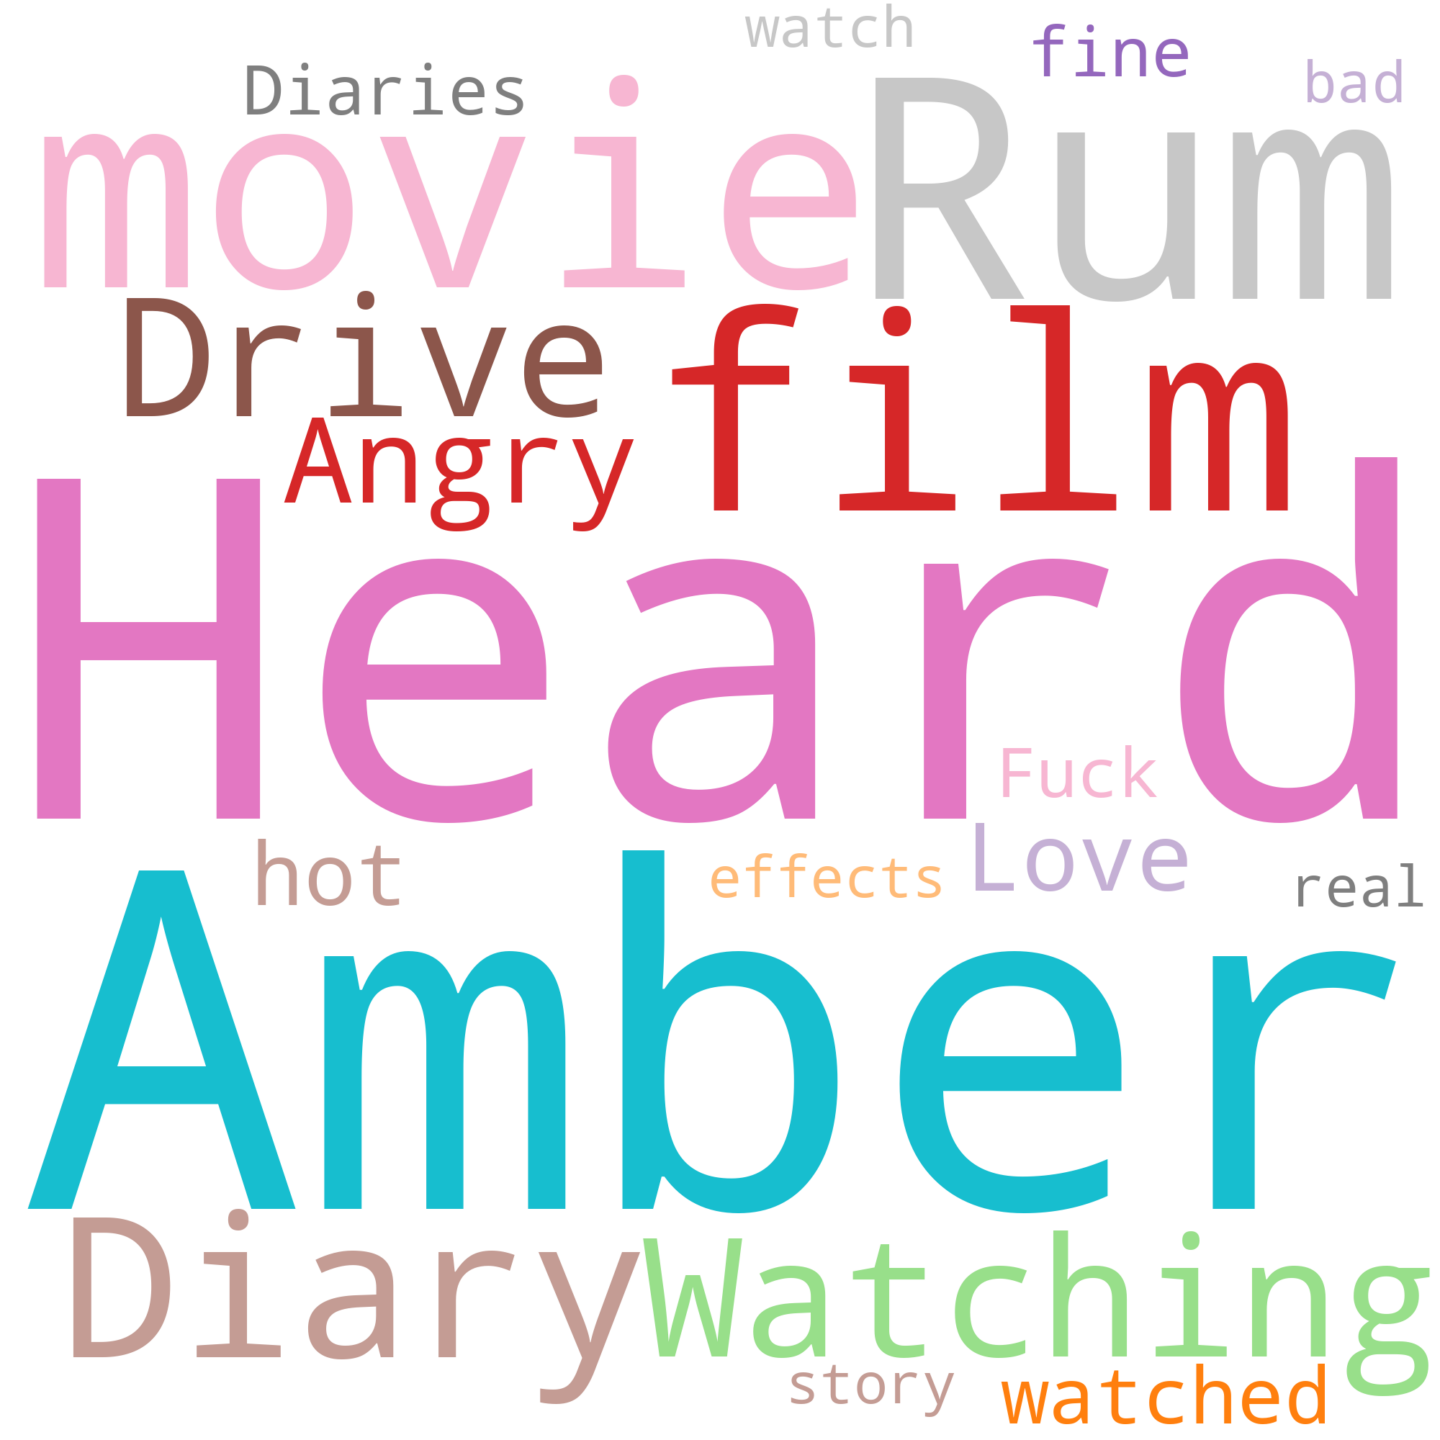 watch
fine
Diaries
bad
movie
Rum
Drive
film
Angry
Heard
Fuck
hot
effects
Love
real
Amber
Diary
Watching
story
watched